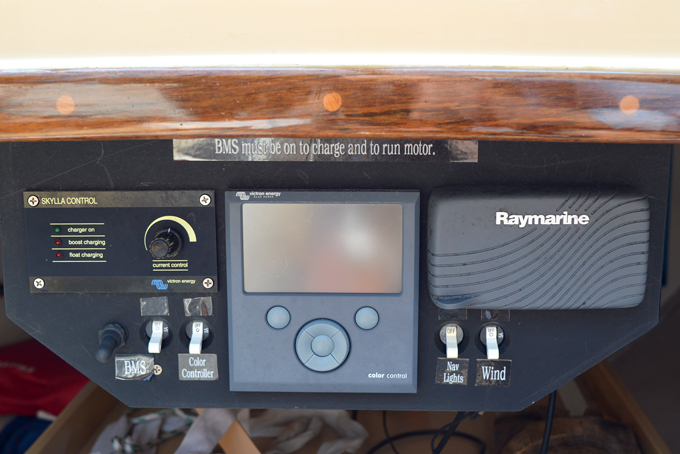 BMS must be on to charge and to run motor.
SKYLLA CONTROL
charger on
boost charging
float charging
current control
victron energy
victron energy
color control
Raymarine
BMS
Color
Controller
OFF
Nav
Lights
Wind